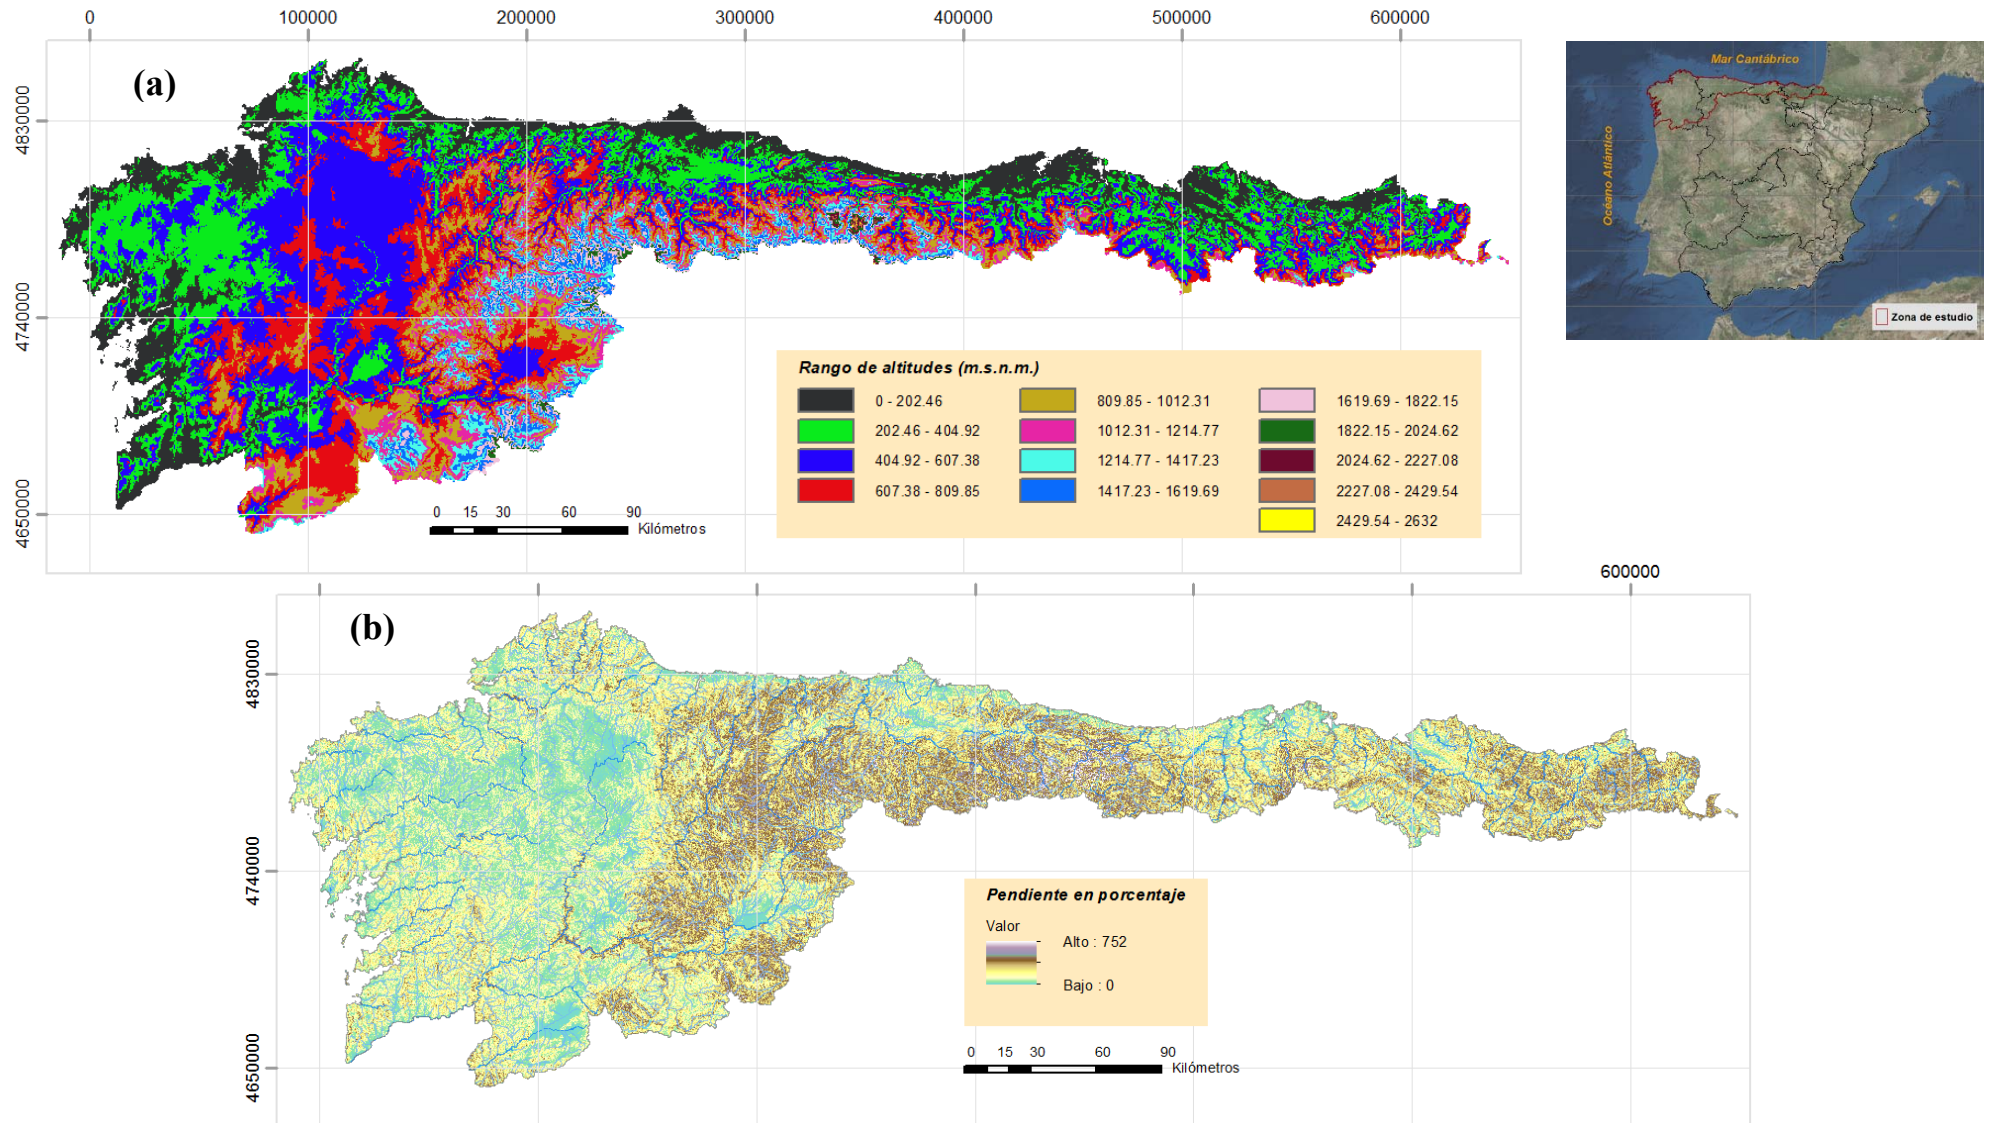 0 100000 200000 300000 400000 500000 600000
(a)
4830000
4740000
4650000
Rango de altitudes (m.s.n.m.)
0 - 202.46
202.46 - 404.92
404.92 - 607.38
607.38 - 809.85
809.85 - 1012.31
1012.31 - 1214.77
1214.77 - 1417.23
1417.23 - 1619.69
1619.69 - 1822.15
1822.15 - 2024.62
2024.62 - 2227.08
2227.08 - 2429.54
2429.54 - 2632
0 15 30 60 90
Kilómetros
Mar Cantábrico
Océano Atlántico
Zona de estudio
600000
(b)
4830000
4740000
4650000
Pendiente en porcentaje
Valor
Alto : 752
Bajo : 0
0 15 30 60 90
Kilómetros